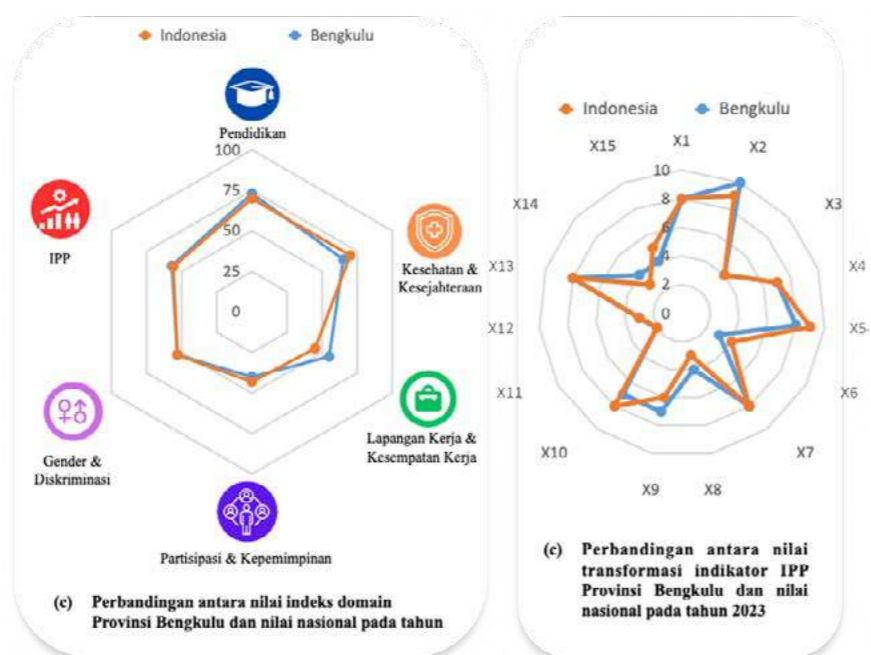 Indonesia
Bengkulu
Pendidikan
100
75
50
25
0
IPP
Kesehatan &
Kesejahteraan
Lapangan Kerja &
Kesempatan Kerja
Gender &
Diskriminasi
Partisipasi & Kepemimpinan
(c) Perbandingan antara nilai indeks domain
Provinsi Bengkulu dan nilai nasional pada tahun
Indonesia
Bengkulu
X1
X2
X3
X4
X5
X6
X7
X8
X9
X10
X11
X12
X13
X14
X15
10
8
6
4
2
0
(c) Perbandingan antara nilai
transformasi indikator IPP
Provinsi Bengkulu dan nilai
nasional pada tahun 2023